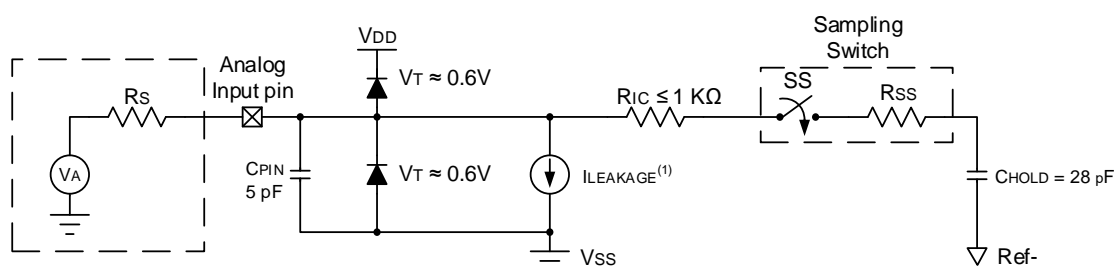 VDD
Sampling
Switch
Analog
Input pin
VT ≈ 0.6V
SS
RS
RIC ≤ 1 KΩ
RSS
VA
CPIN
5 pF
VT ≈ 0.6V
ILEAKAGE(1)
CHOLD = 28 pF
VSS
Ref-